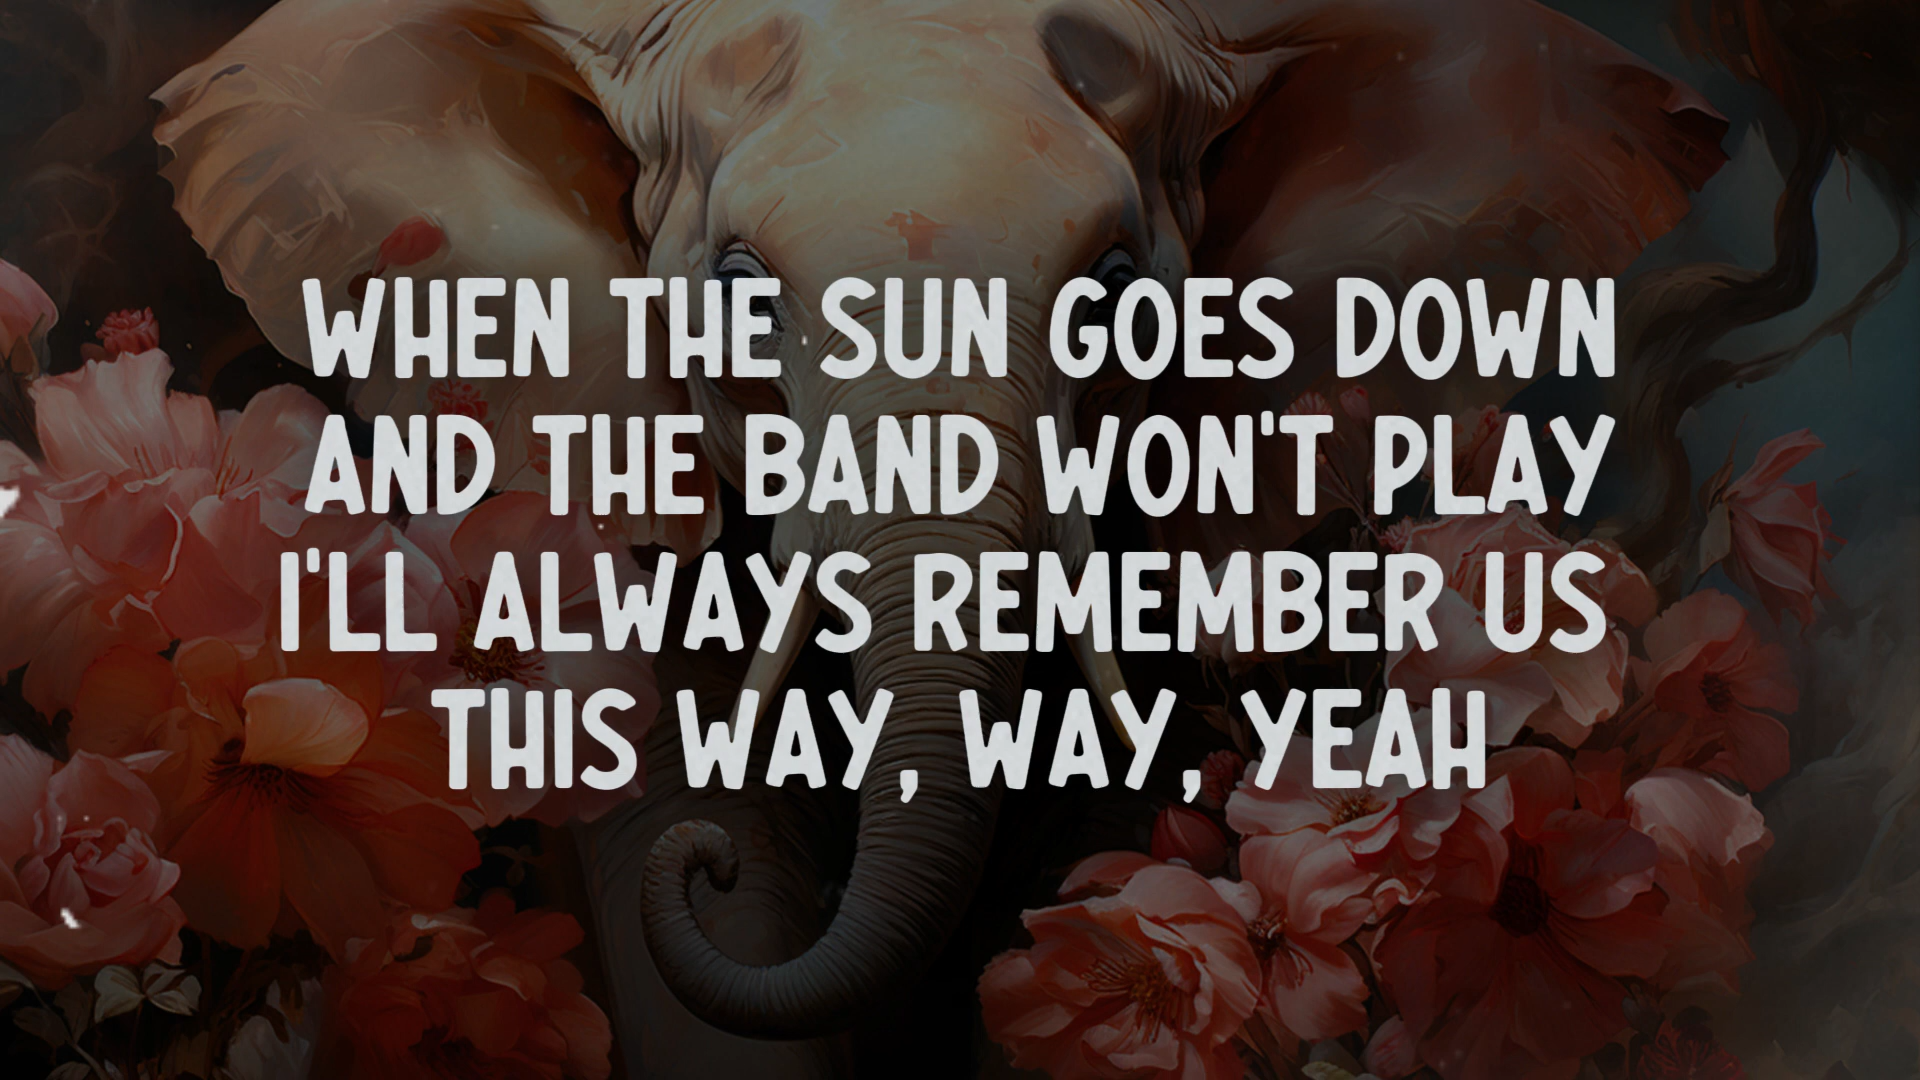 WHEN THE SUN GOES DOWN
AND THE BAND WON'T PLAY
I'LL ALWAYS REMEMBER US
THIS WAY, WAY, YEAH